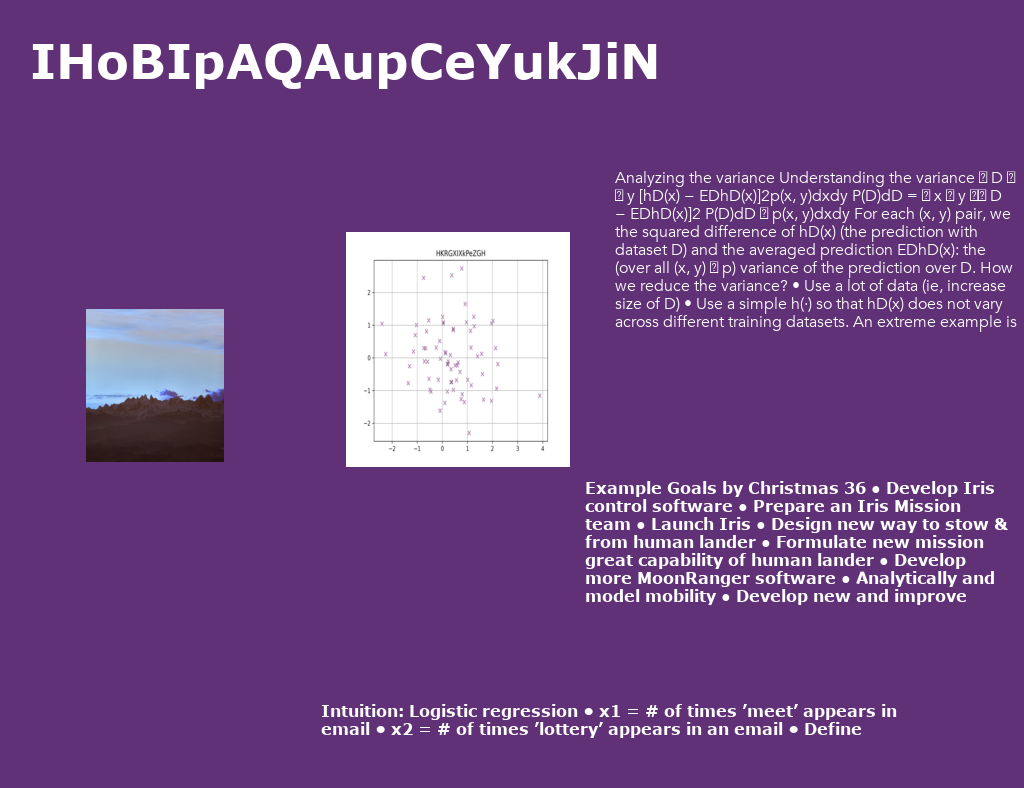 IHoBIpAQAupCeYukJiN
Analyzing the variance Understanding the variance D
y [hD(x) − EDhD(x)]2p(x, y)dxdy P(D)dD = x y D
− EDhD(x)]2 P(D)dD p(x, y)dxdy For each (x, y) pair, we
the squared difference of hD(x) (the prediction with
dataset D) and the averaged prediction EDhD(x): the
(over all (x, y) p) variance of the prediction over D. How
we reduce the variance? • Use a lot of data (ie, increase
size of D) • Use a simple h(·) so that hD(x) does not vary
across different training datasets. An extreme example is
HKRGXIXkPeZGH
2
1
0
−1
−2
−2 −1 0 1 2 3 4
Example Goals by Christmas 36 ● Develop Iris
control software ● Prepare an Iris Mission
team ● Launch Iris ● Design new way to stow &
from human lander ● Formulate new mission
great capability of human lander ● Develop
more MoonRanger software ● Analytically and
model mobility ● Develop new and improve
Intuition: Logistic regression • x1 = # of times ’meet’ appears in
email • x2 = # of times ’lottery’ appears in an email • Define